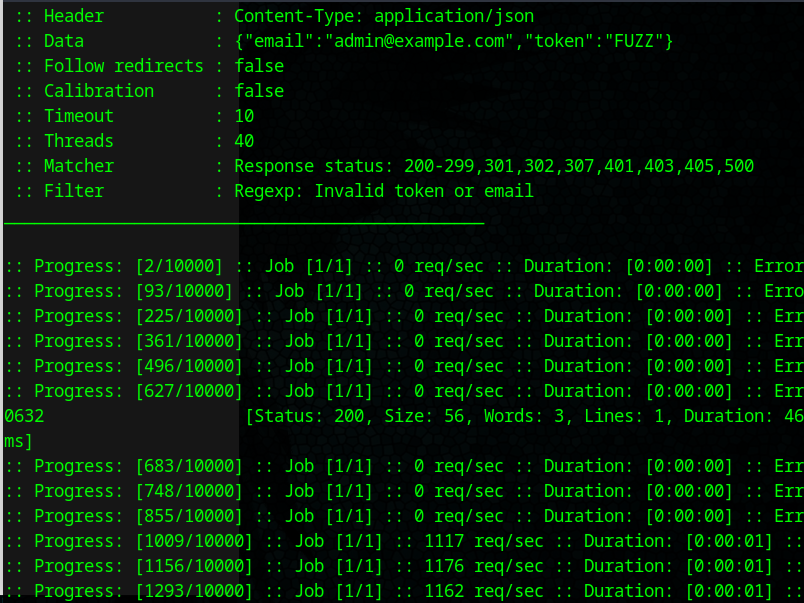 :: Header : Content-Type: application/json
:: Data : {"email":"admin@example.com","token":"FUZZ"}
:: Follow redirects : false
:: Calibration : false
:: Timeout : 10
:: Threads : 40
:: Matcher : Response status: 200-299,301,302,307,401,403,405,500
:: Filter : Regexp: Invalid token or email
________________________________________________
:: Progress: [2/10000] :: Job [1/1] :: 0 req/sec :: Duration: [0:00:00] :: Error
:: Progress: [93/10000] :: Job [1/1] :: 0 req/sec :: Duration: [0:00:00] :: Erro
:: Progress: [225/10000] :: Job [1/1] :: 0 req/sec :: Duration: [0:00:00] :: Err
:: Progress: [361/10000] :: Job [1/1] :: 0 req/sec :: Duration: [0:00:00] :: Err
:: Progress: [496/10000] :: Job [1/1] :: 0 req/sec :: Duration: [0:00:00] :: Err
:: Progress: [627/10000] :: Job [1/1] :: 0 req/sec :: Duration: [0:00:00] :: Err
0632 [Status: 200, Size: 56, Words: 3, Lines: 1, Duration: 46
ms]
:: Progress: [683/10000] :: Job [1/1] :: 0 req/sec :: Duration: [0:00:00] :: Err
:: Progress: [748/10000] :: Job [1/1] :: 0 req/sec :: Duration: [0:00:00] :: Err
:: Progress: [855/10000] :: Job [1/1] :: 0 req/sec :: Duration: [0:00:00] :: Err
:: Progress: [1009/10000] :: Job [1/1] :: 1117 req/sec :: Duration: [0:00:01] ::
:: Progress: [1156/10000] :: Job [1/1] :: 1176 req/sec :: Duration: [0:00:01] ::
:: Progress: [1293/10000] :: Job [1/1] :: 1162 req/sec :: Duration: [0:00:01] ::